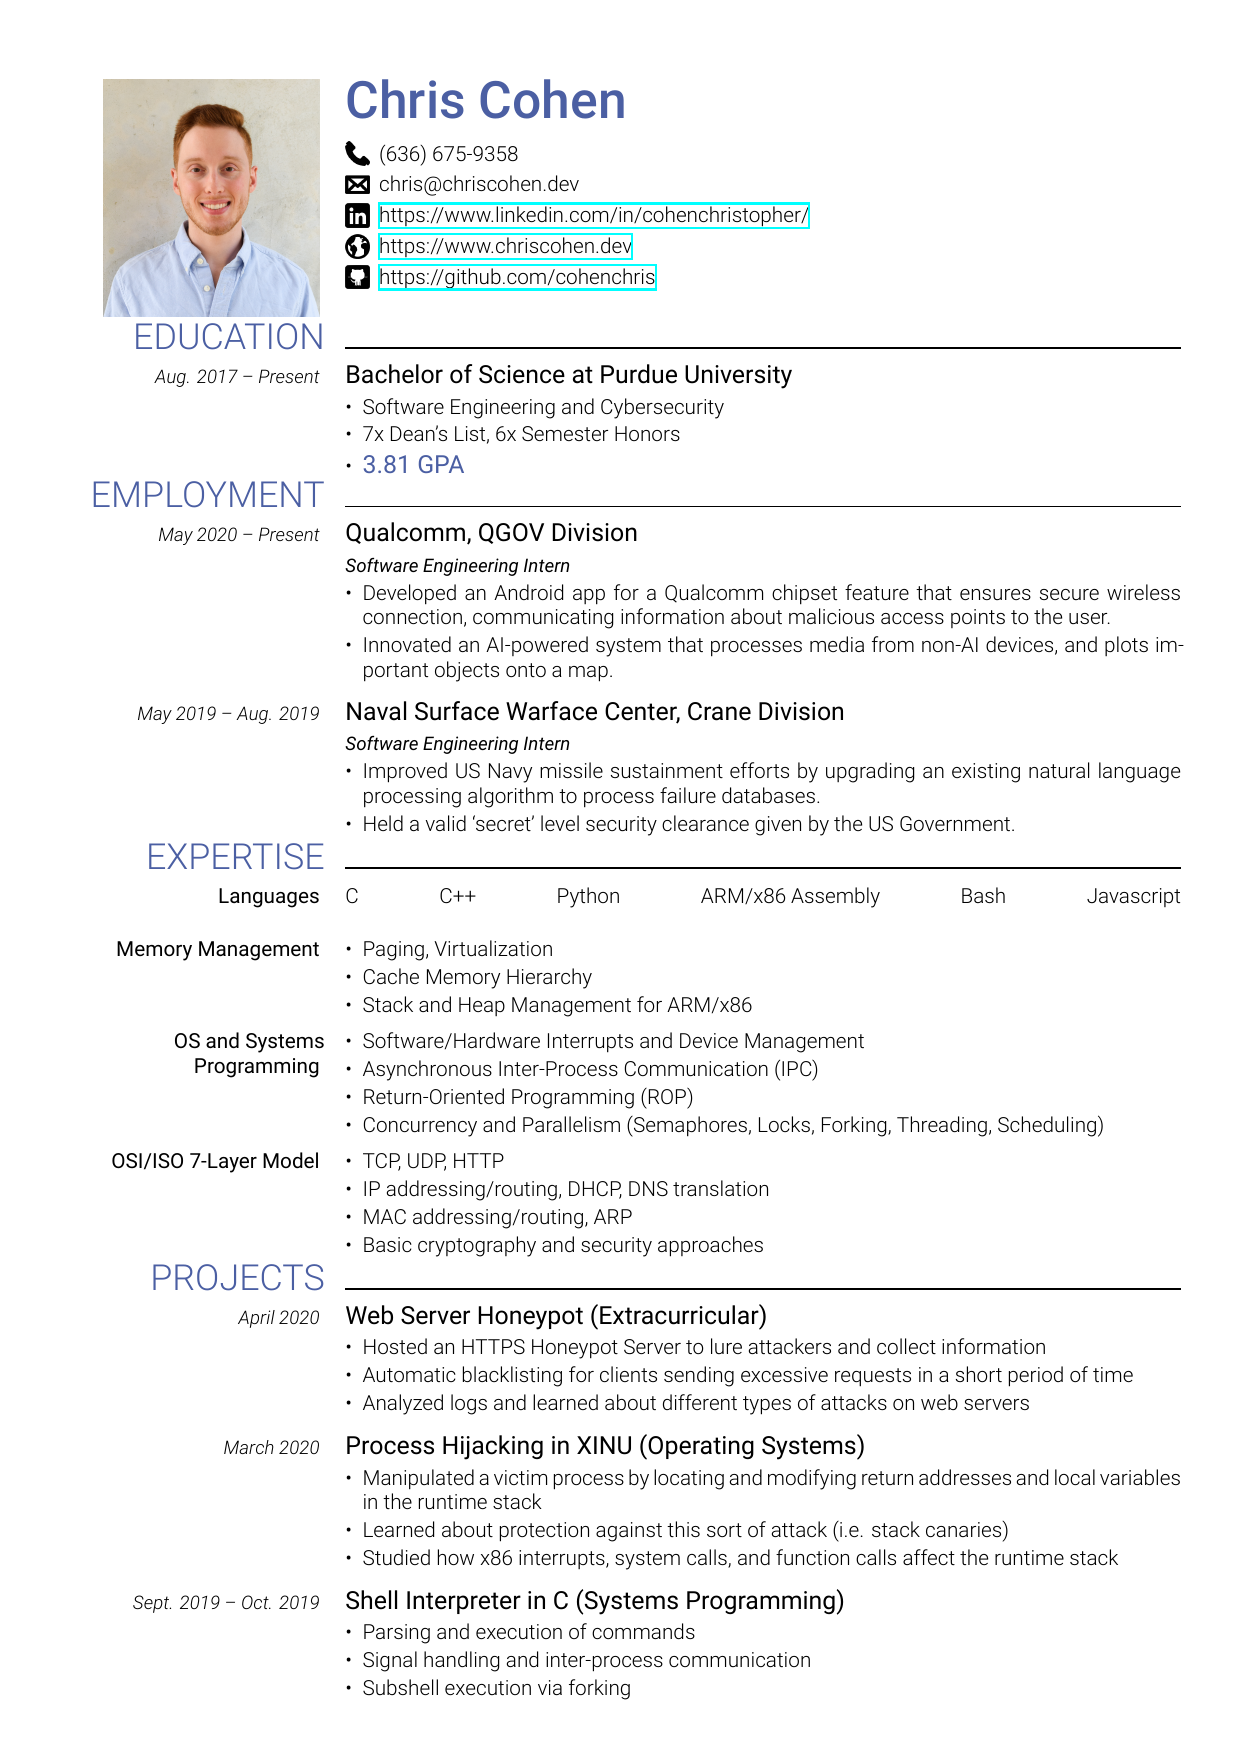 Chris Cohen
(636) 675-9358
chris@chriscohen.dev
https://www.linkedin.com/in/cohenchristopher/
https://www.chriscohen.dev
https://github.com/cohenchris
EDUCATION
Aug. 2017 – Present
Bachelor of Science at Purdue University
• Software Engineering and Cybersecurity
• 7x Dean’s List, 6x Semester Honors
• 3.81 GPA
EMPLOYMENT
May 2020 – Present
Qualcomm, QGOV Division
Software Engineering Intern
• Developed an Android app for a Qualcomm chipset feature that ensures secure wireless
connection, communicating information about malicious access points to the user.
• Innovated an AI-powered system that processes media from non-AI devices, and plots im-
portant objects onto a map.
May 2019 – Aug. 2019
Naval Surface Warface Center, Crane Division
Software Engineering Intern
• Improved US Navy missile sustainment efforts by upgrading an existing natural language
processing algorithm to process failure databases.
• Held a valid ‘secret’ level security clearance given by the US Government.
EXPERTISE
Languages C C++ Python ARM/x86 Assembly Bash Javascript
Memory Management
• Paging, Virtualization
• Cache Memory Hierarchy
• Stack and Heap Management for ARM/x86
OS and Systems
Programming
• Software/Hardware Interrupts and Device Management
• Asynchronous Inter-Process Communication (IPC)
• Return-Oriented Programming (ROP)
• Concurrency and Parallelism (Semaphores, Locks, Forking, Threading, Scheduling)
OSI/ISO 7-Layer Model
• TCP, UDP, HTTP
• IP addressing/routing, DHCP, DNS translation
• MAC addressing/routing, ARP
• Basic cryptography and security approaches
PROJECTS
April 2020
Web Server Honeypot (Extracurricular)
• Hosted an HTTPS Honeypot Server to lure attackers and collect information
• Automatic blacklisting for clients sending excessive requests in a short period of time
• Analyzed logs and learned about different types of attacks on web servers
March 2020
Process Hijacking in XINU (Operating Systems)
• Manipulated a victim process by locating and modifying return addresses and local variables
in the runtime stack
• Learned about protection against this sort of attack (i.e. stack canaries)
• Studied how x86 interrupts, system calls, and function calls affect the runtime stack
Sept. 2019 – Oct. 2019
Shell Interpreter in C (Systems Programming)
• Parsing and execution of commands
• Signal handling and inter-process communication
• Subshell execution via forking